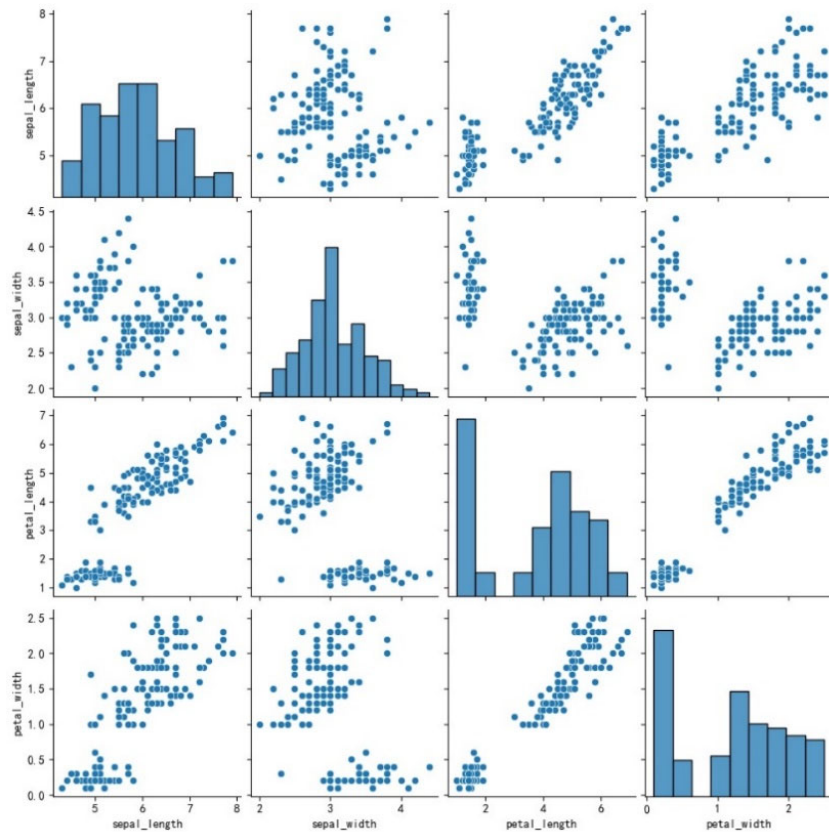 8
7
6
5
sepal_length
4.5
4.0
3.5
3.0
2.5
2.0
sepal_width
7
6
5
4
3
2
1
petal_length
2.5
2.0
1.5
1.0
0.5
0.0
petal_width
5 6 7 8
2 3 4
2 4 6
0 1 2
sepal_length sepal_width petal_length petal_width